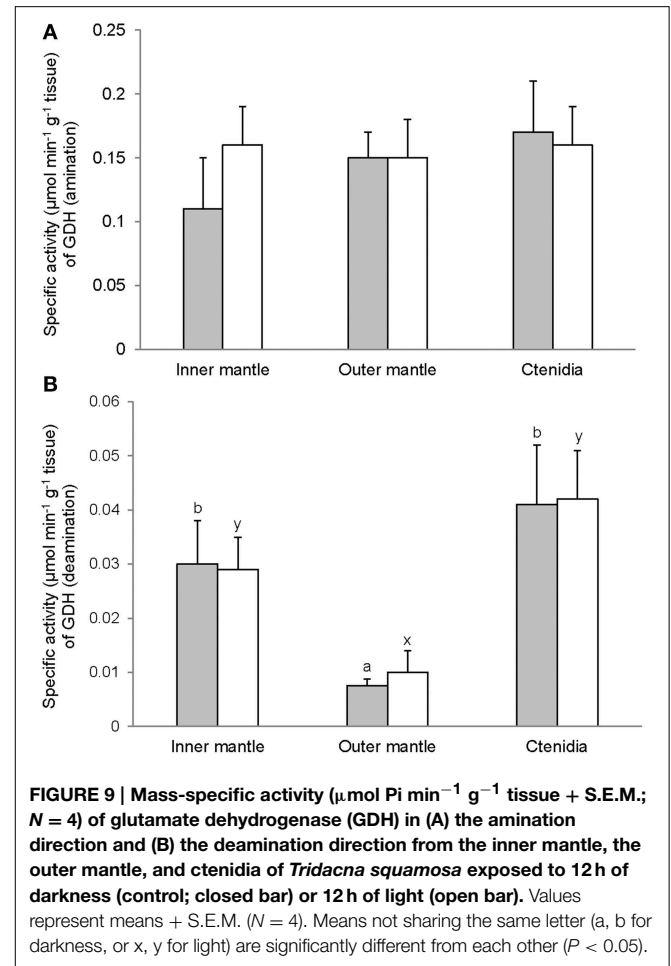 A
Specific activity (µmol min⁻¹ g⁻¹ tissue)
of GDH (amination)
0.25
0.2
0.15
0.1
0.05
0
Inner mantle Outer mantle Ctenidia
B
Specific activity (µmol min⁻¹ g⁻¹ tissue)
of GDH (deamination)
0.06
0.05
0.04
0.03
0.02
0.01
0
b y a x b y
Inner mantle Outer mantle Ctenidia
FIGURE 9 | Mass-specific activity (μmol Pi min⁻¹ g⁻¹ tissue + S.E.M.;
N = 4) of glutamate dehydrogenase (GDH) in (A) the amination
direction and (B) the deamination direction from the inner mantle, the
outer mantle, and ctenidia of Tridacna squamosa exposed to 12 h of
darkness (control; closed bar) or 12 h of light (open bar). Values
represent means + S.E.M. (N = 4). Means not sharing the same letter (a, b for
darkness, or x, y for light) are significantly different from each other (P < 0.05).